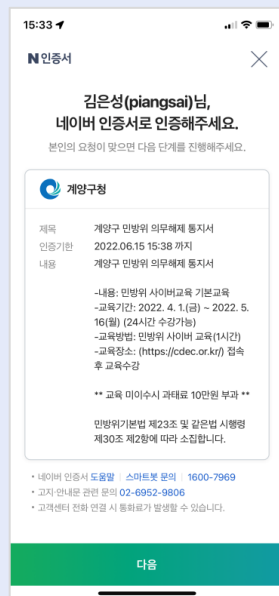 15:33
N 인증서
김은성(piangsai)님,
네이버 인증서로 인증해주세요.
본인의 요청이 맞으면 다음 단계를 진행해주세요.
계양구청
제목 계양구 민방위 의무해제 통지서
인증기한 2022.06.15 15:38 까지
내용 계양구 민방위 의무해제 통지서
-내용: 민방위 사이버교육 기본교육
-교육기간: 2022. 4. 1.(금) ~ 2022. 5.
16(월) (24시간 수강가능)
-교육방법: 민방위 사이버 교육(1시간)
-교육장소: (https://cdec.or.kr/) 접속
후 교육수강
** 교육 미이수시 과태료 10만원 부과 **
민방위기본법 제23조 및 같은법 시행령
제30조 제2항에 따라 소집합니다.
• 네이버 인증서 도움말 | 스마트봇 문의 | 1600-7969
• 고지·안내문 관련 문의 02-6952-9806
• 고객센터 전화 연결 시 통화료가 발생할 수 있습니다.
다음